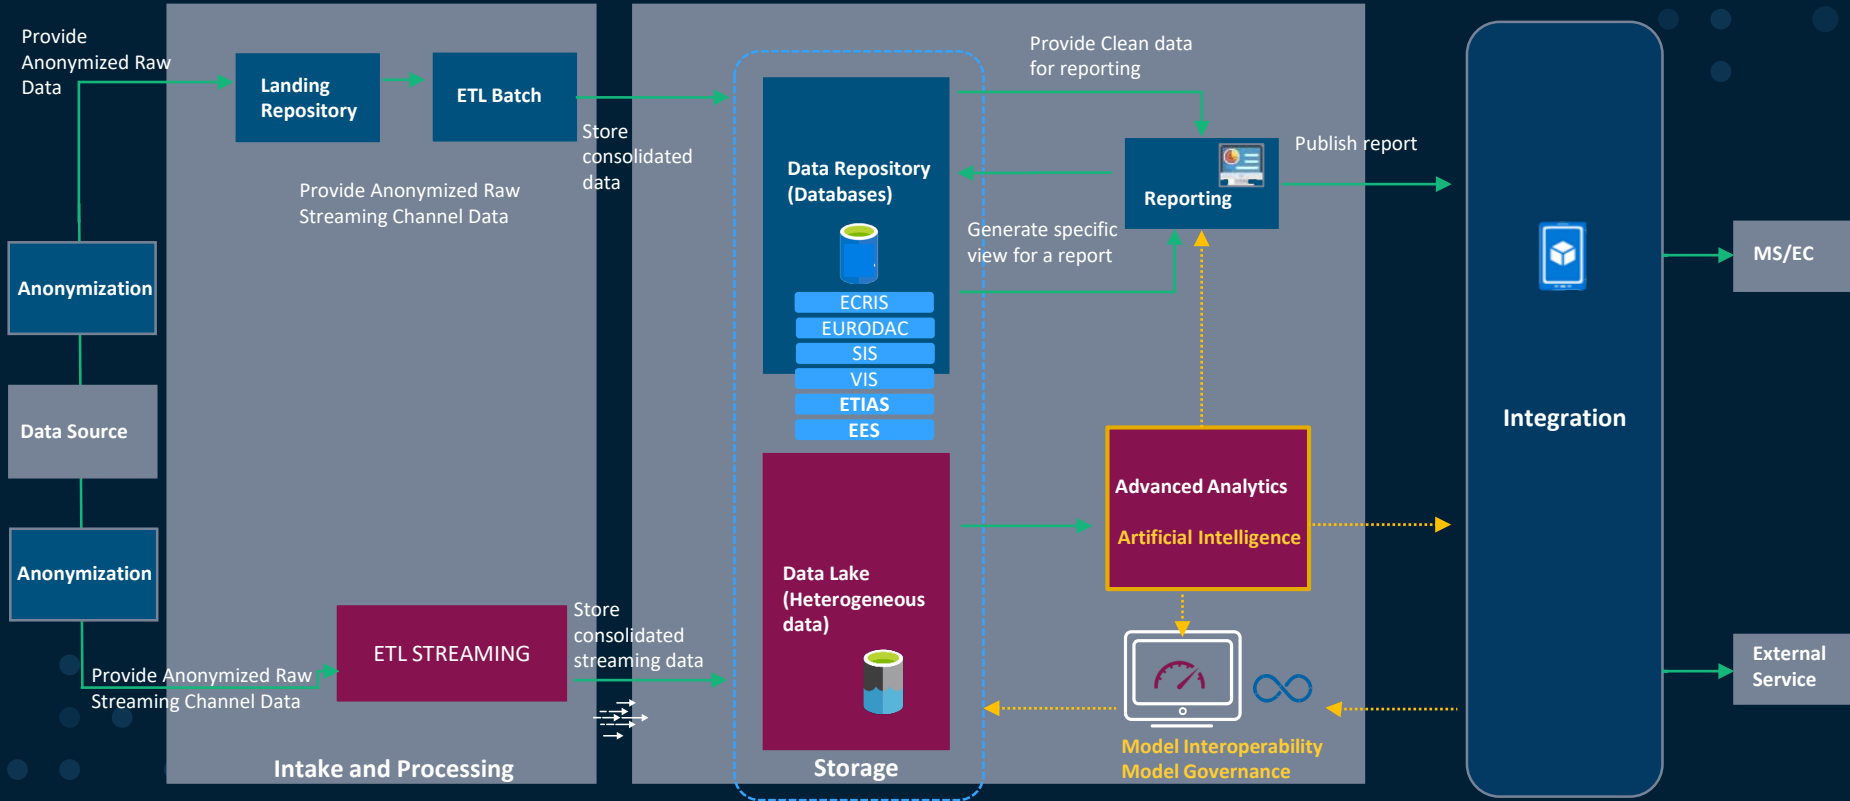 Provide
Anonymized Raw
Data
Landing
Repository
ETL Batch
Store
consolidated
data
Provide Anonymized Raw
Streaming Channel Data
Anonymization
Data Source
Anonymization
Provide Anonymized Raw
Streaming Channel Data
ETL STREAMING
Store
consolidated
streaming data
Intake and Processing
Data Repository
(Databases)
ECRIS
EURODAC
SIS
VIS
ETIAS
EES
Data Lake
(Heterogeneous
data)
Storage
Provide Clean data
for reporting
Reporting
Generate specific
view for a report
Publish report
Advanced Analytics
Artificial Intelligence
Model Interoperability
Model Governance
Integration
MS/EC
External
Service